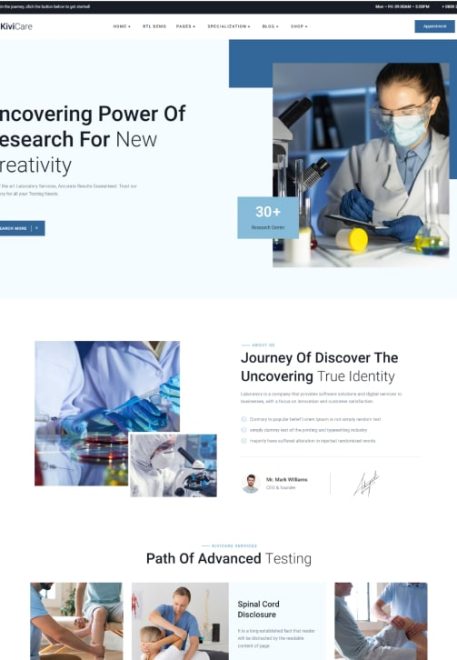 in the journey, click the button below to get started!
Mon – Fri: 09:00AM – 5:00PM
KiviCare
HOME
RTL DEMO
PAGES
SPECIALIZATION
BLOG
SHOP
Appointment
ncovering Power Of
esearch For New
reativity
the art Laboratory Services, Accurate Results Guaranteed. Trust our
for all your Testing Needs.
EARCH MORE
30+
Research Center
ABOUT US
Journey Of Discover The
Uncovering True Identity
Laboratory is a company that provides software solutions and digital services to
businesses, with a focus on innovation and customer satisfaction.
Contrary to popular belief Lorem Ipsum is not simply random text
simply dummy text of the printing and typesetting industry
majority have suffered alteration in injected randomised words
Mr. Mark Williams
CEO & Founder
KIVICARE SERVICES
Path Of Advanced Testing
Spinal Cord
Disclosure
It is a long established fact that reader
will be distracted by the readable
content of page